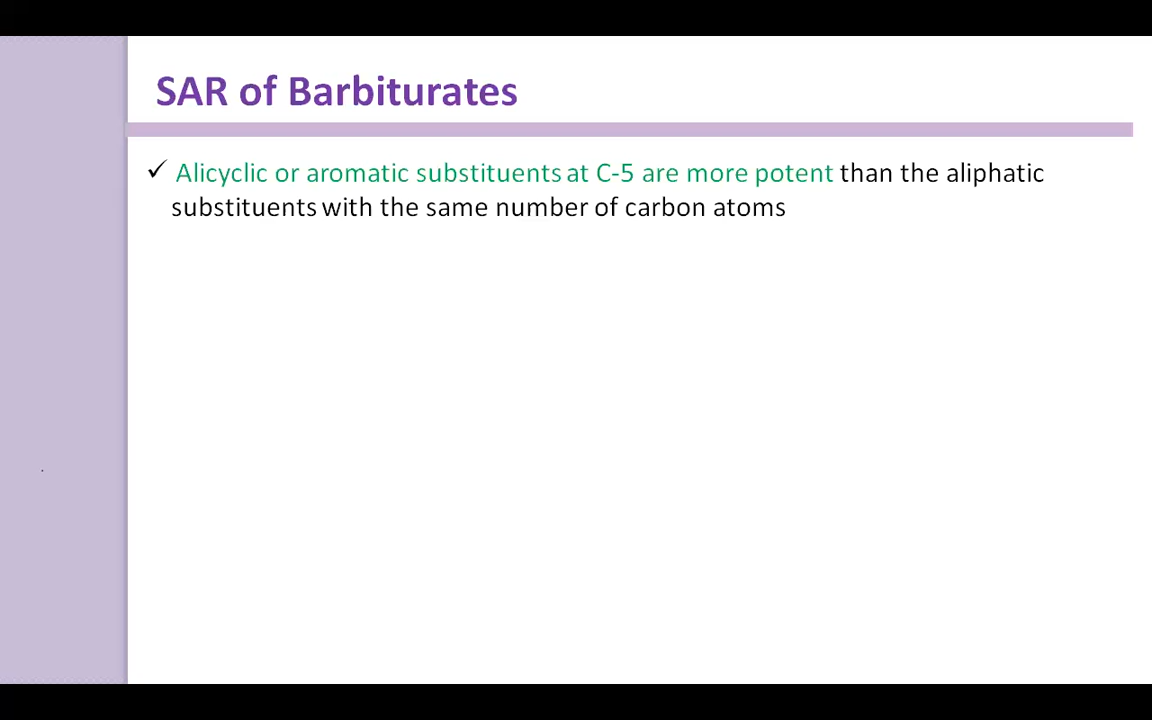 SAR of Barbiturates
✓ Alicyclic or aromatic substituents at C-5 are more potent than the aliphatic
substituents with the same number of carbon atoms